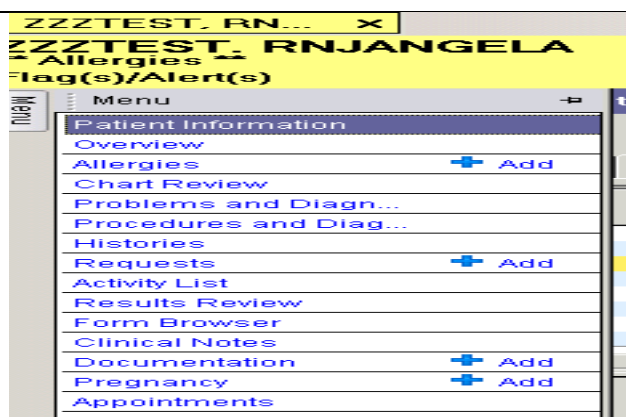 ZZZTEST, RN... ×
ZZZTEST, RNJANGELA
** Allergies **
Flag(s)/Alert(s)
Menu
Menu
Patient Information
Overview
Allergies + Add
Chart Review
Problems and Diagn...
Procedures and Diag...
Histories
Requests + Add
Activity List
Results Review
Form Browser
Clinical Notes
Documentation + Add
Pregnancy + Add
Appointments